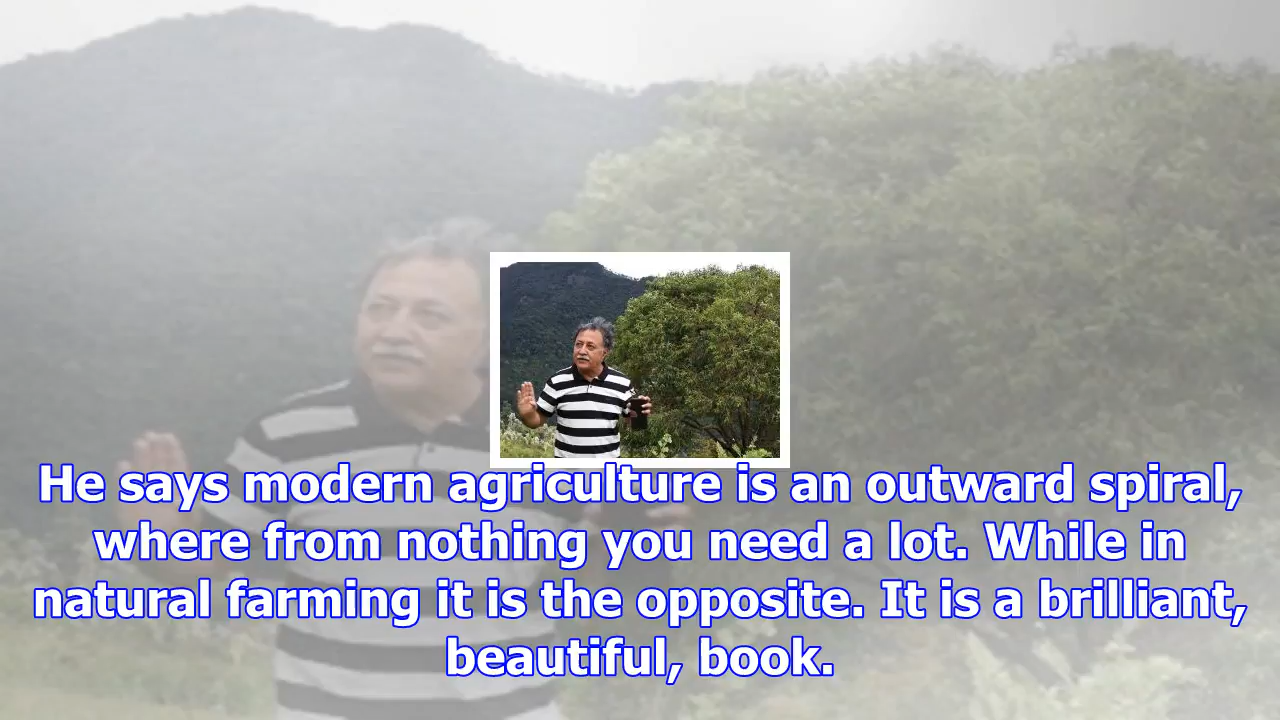 He says modern agriculture is an outward spiral,
where from nothing you need a lot. While in
natural farming it is the opposite. It is a brilliant,
beautiful, book.